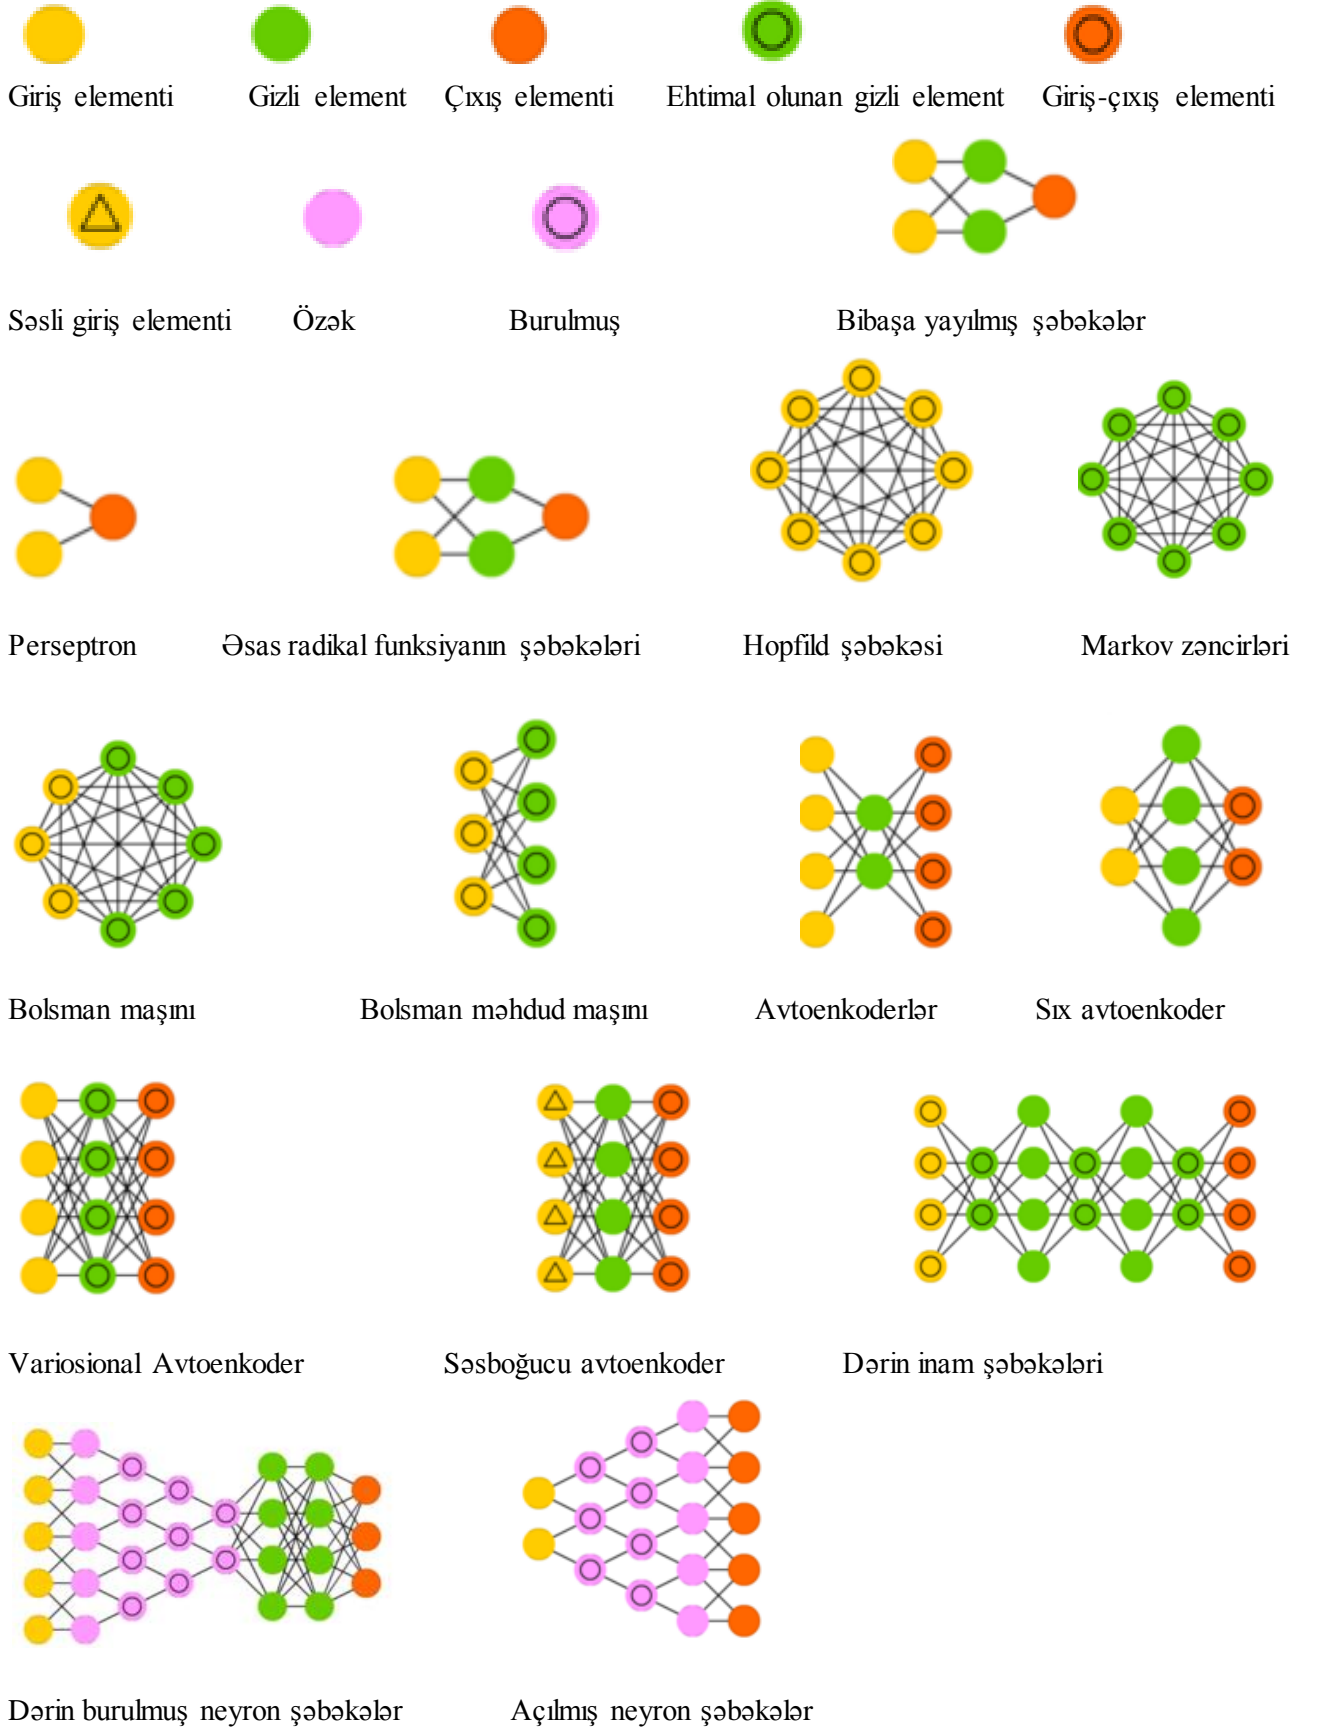 Giriş elementi Gizli element Çıxış elementi Ehtimal olunan gizli element Giriş-çıxış elementi
Səsli giriş elementi Özək Burulmuş Bibaşa yayılmış şəbəkələr
Perseptron Əsas radikal funksiyanın şəbəkələri Hopfild şəbəkəsi Markov zəncirləri
Bolsman maşını Bolsman məhdud maşını Avtoenkoderlər Sıx avtoenkoder
Variosional Avtoenkoder Səsboğucu avtoenkoder Dərin inam şəbəkələri
Dərin burulmuş neyron şəbəkələr Açılmış neyron şəbəkələr